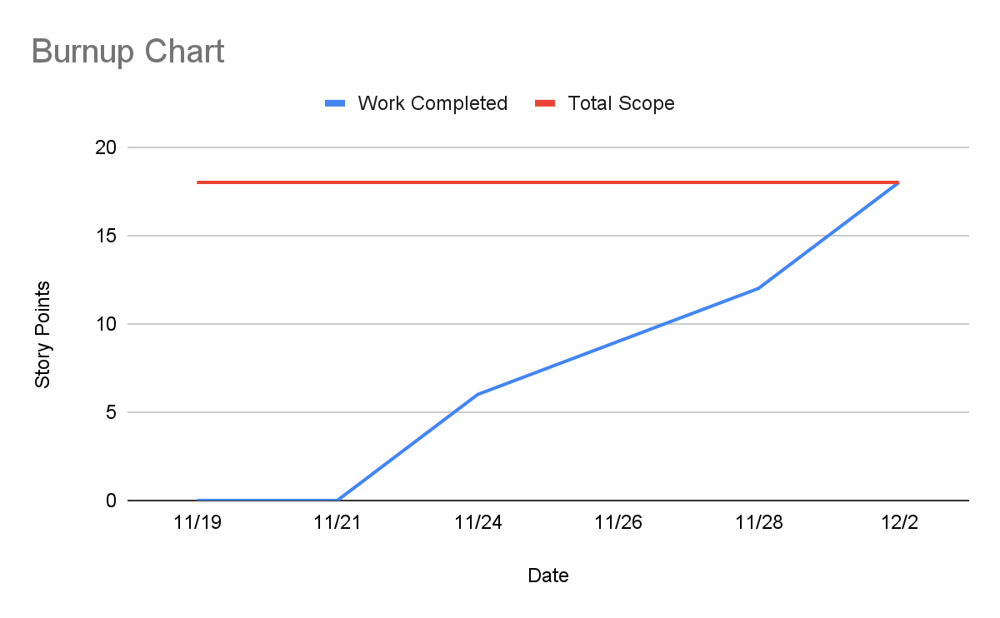 Burnup Chart
Work Completed Total Scope
20
15
10
5
0
Story Points
11/19 11/21 11/24 11/26 11/28 12/2
Date